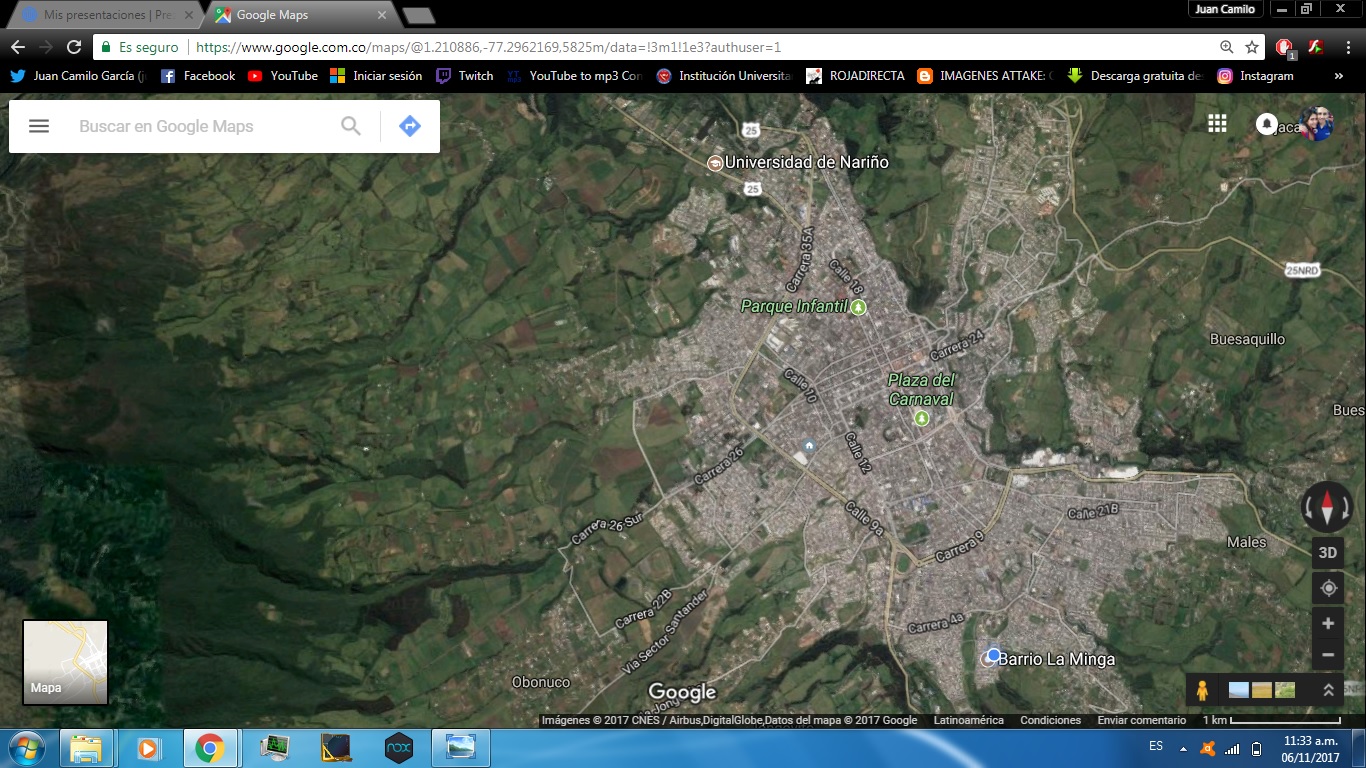 Mis presentaciones | Pre
Google Maps
Juan Camilo
Es seguro
https://www.google.com.co/maps/@1.210886,-77.2962169,5825m/data=!3m1!1e3?authuser=1
1
Juan Camilo García (j
Facebook
YouTube
Iniciar sesión
Twitch
YouTube to mp3 Con
Institución Universita
ROJADIRECTA
IMAGENES ATTAKE:
Descarga gratuita de
Instagram
»
Buscar en Google Maps
jaca
25
Universidad de Nariño
25
Carrera 35A
Calle 18
25NRD
Parque Infantil
Buesaquillo
Carrera 24
Calle 10
Plaza del
Carnaval
Bues
Calle 12
Carrera 26
Calle 9a
Calle 21B
Carrera 26 Sur
Carrera 9
Males
3D
Carrera 22B
Vía Sector Santander
Carrera 4a
Barrio La Minga
Obonuco
Mapa
Google
Imágenes © 2017 CNES / Airbus,DigitalGlobe,Datos del mapa © 2017 Google
Latinoamérica
Condiciones
Enviar comentario
1 km
nox
ES
11:33 a.m.
06/11/2017